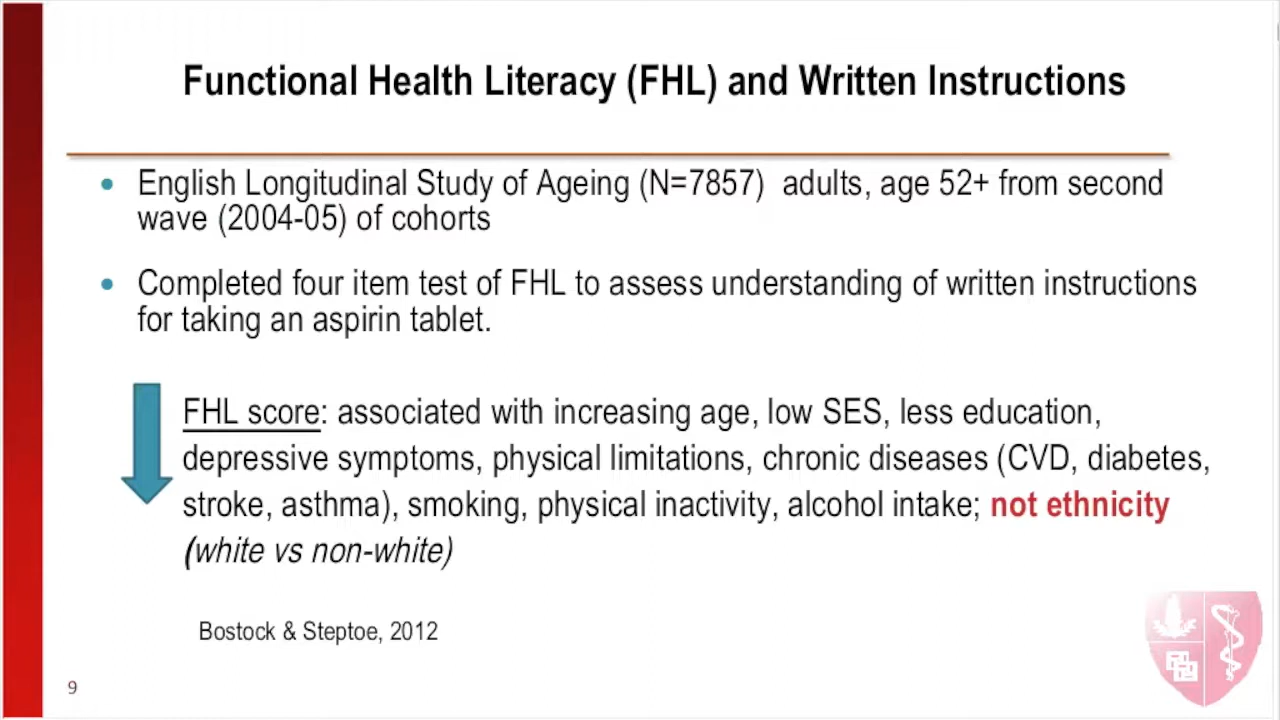 Functional Health Literacy (FHL) and Written Instructions
English Longitudinal Study of Ageing (N=7857) adults, age 52+ from second
wave (2004-05) of cohorts
Completed four item test of FHL to assess understanding of written instructions
for taking an aspirin tablet.
FHL score: associated with increasing age, low SES, less education,
depressive symptoms, physical limitations, chronic diseases (CVD, diabetes,
stroke, asthma), smoking, physical inactivity, alcohol intake; not ethnicity
(white vs non-white)
Bostock & Steptoe, 2012
9